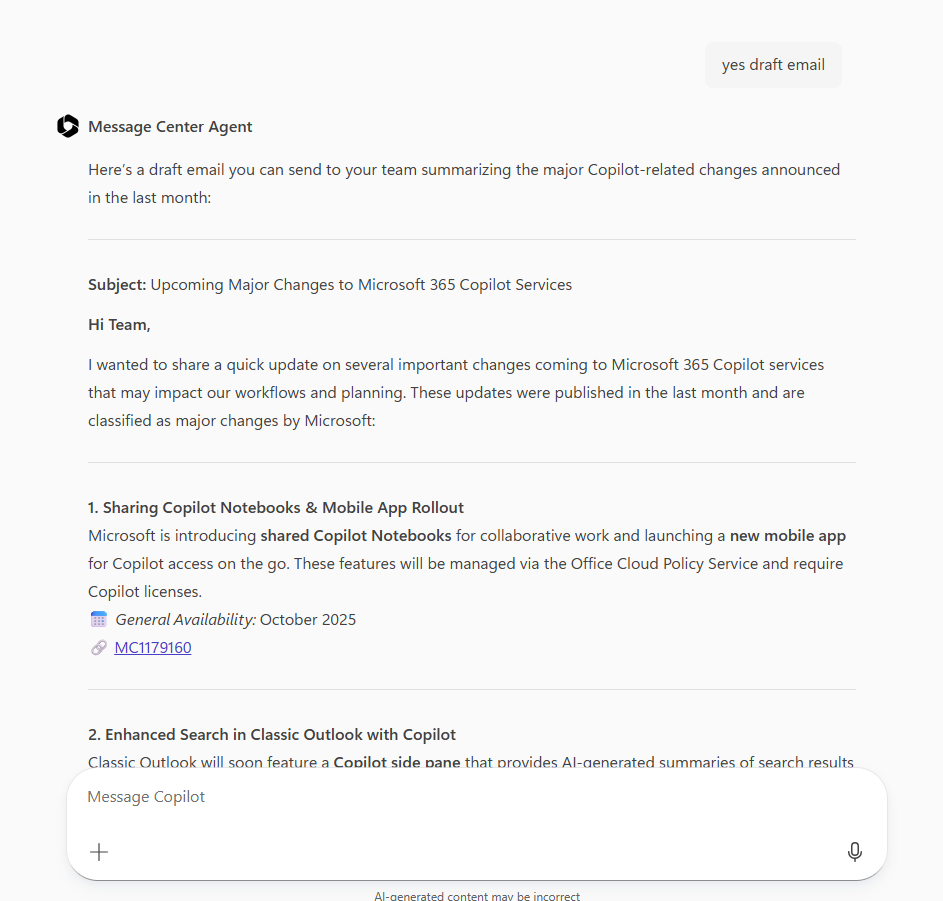 yes draft email
Message Center Agent
Here’s a draft email you can send to your team summarizing the major Copilot-related changes announced
in the last month:
Subject: Upcoming Major Changes to Microsoft 365 Copilot Services
Hi Team,
I wanted to share a quick update on several important changes coming to Microsoft 365 Copilot services
that may impact our workflows and planning. These updates were published in the last month and are
classified as major changes by Microsoft:
1. Sharing Copilot Notebooks & Mobile App Rollout
Microsoft is introducing shared Copilot Notebooks for collaborative work and launching a new mobile app
for Copilot access on the go. These features will be managed via the Office Cloud Policy Service and require
Copilot licenses.
General Availability: October 2025
MC1179160
2. Enhanced Search in Classic Outlook with Copilot
Classic Outlook will soon feature a Copilot side pane that provides AI-generated summaries of search results
Message Copilot
AI-generated content may be incorrect